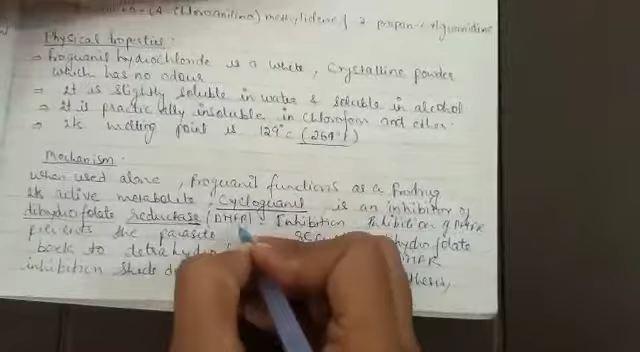 (4-chloroanilino) methylidene] 2 propan-2-ylguanidine
Physical Properties:
→ Proguanil hydrochloride is a white, crystalline powder
which has no odour
→ It is slightly soluble in water & soluble in alcohol
→ It is practically insoluble in chloroform and ether.
→ Its melting point is 129°C (264°F)
Mechanism:
When used alone, Proguanil functions as a Prodrug
Its active metabolite, Cycloguanil is an inhibitor of
dihydrofolate reductase (DHFR). Inhibition Inhibition of DHFR
prevents the parasite
back to tetrahydro
inhibition